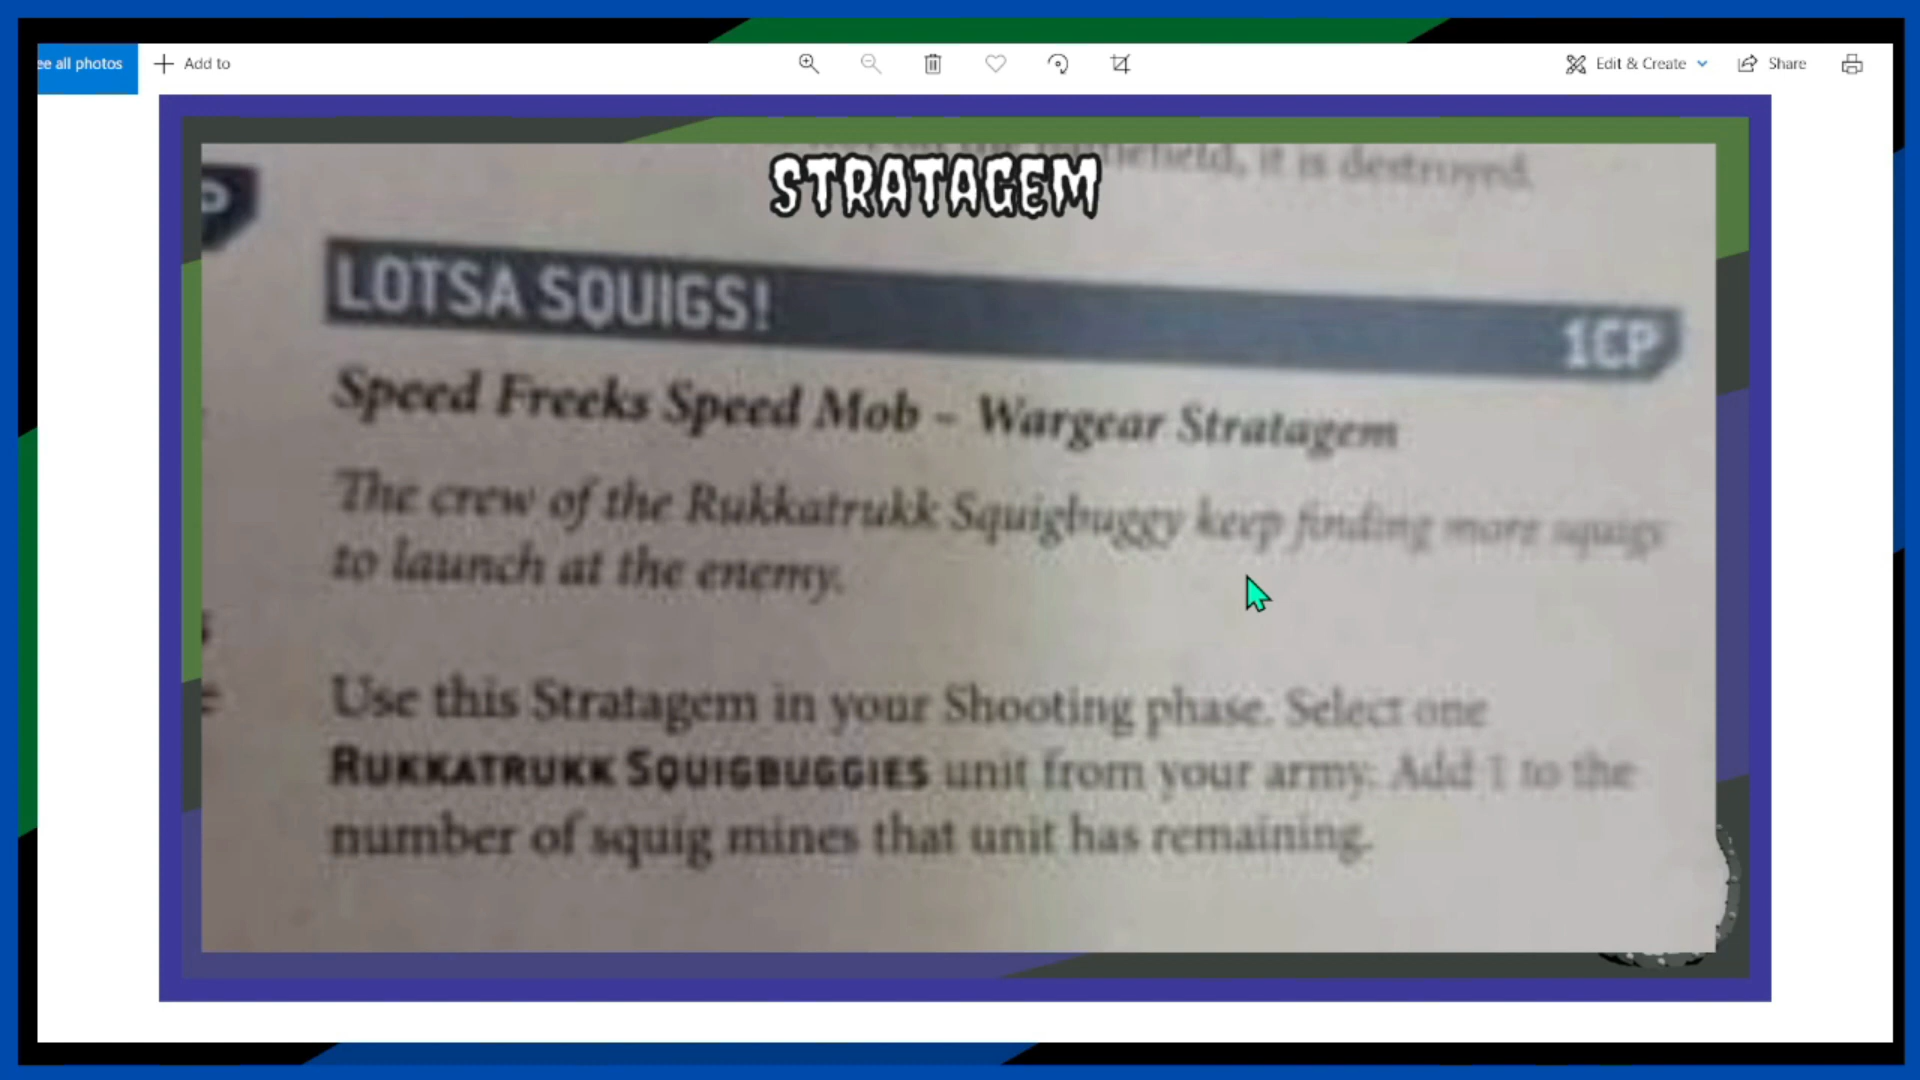 ee all photos
Add to
Edit & Create
Share
STRATAGEM
tlefield, it is destroyed.
LOTSA SQUIGS!
1CP
Speed Freeks Speed Mob – Wargear Stratagem
The crew of the Rukkatrukk Squigbuggy keep finding more squigs
to launch at the enemy.
Use this Stratagem in your Shooting phase. Select one
RUKKATRUKK SQUIGBUGGIES unit from your army. Add 1 to the
number of squig mines that unit has remaining.